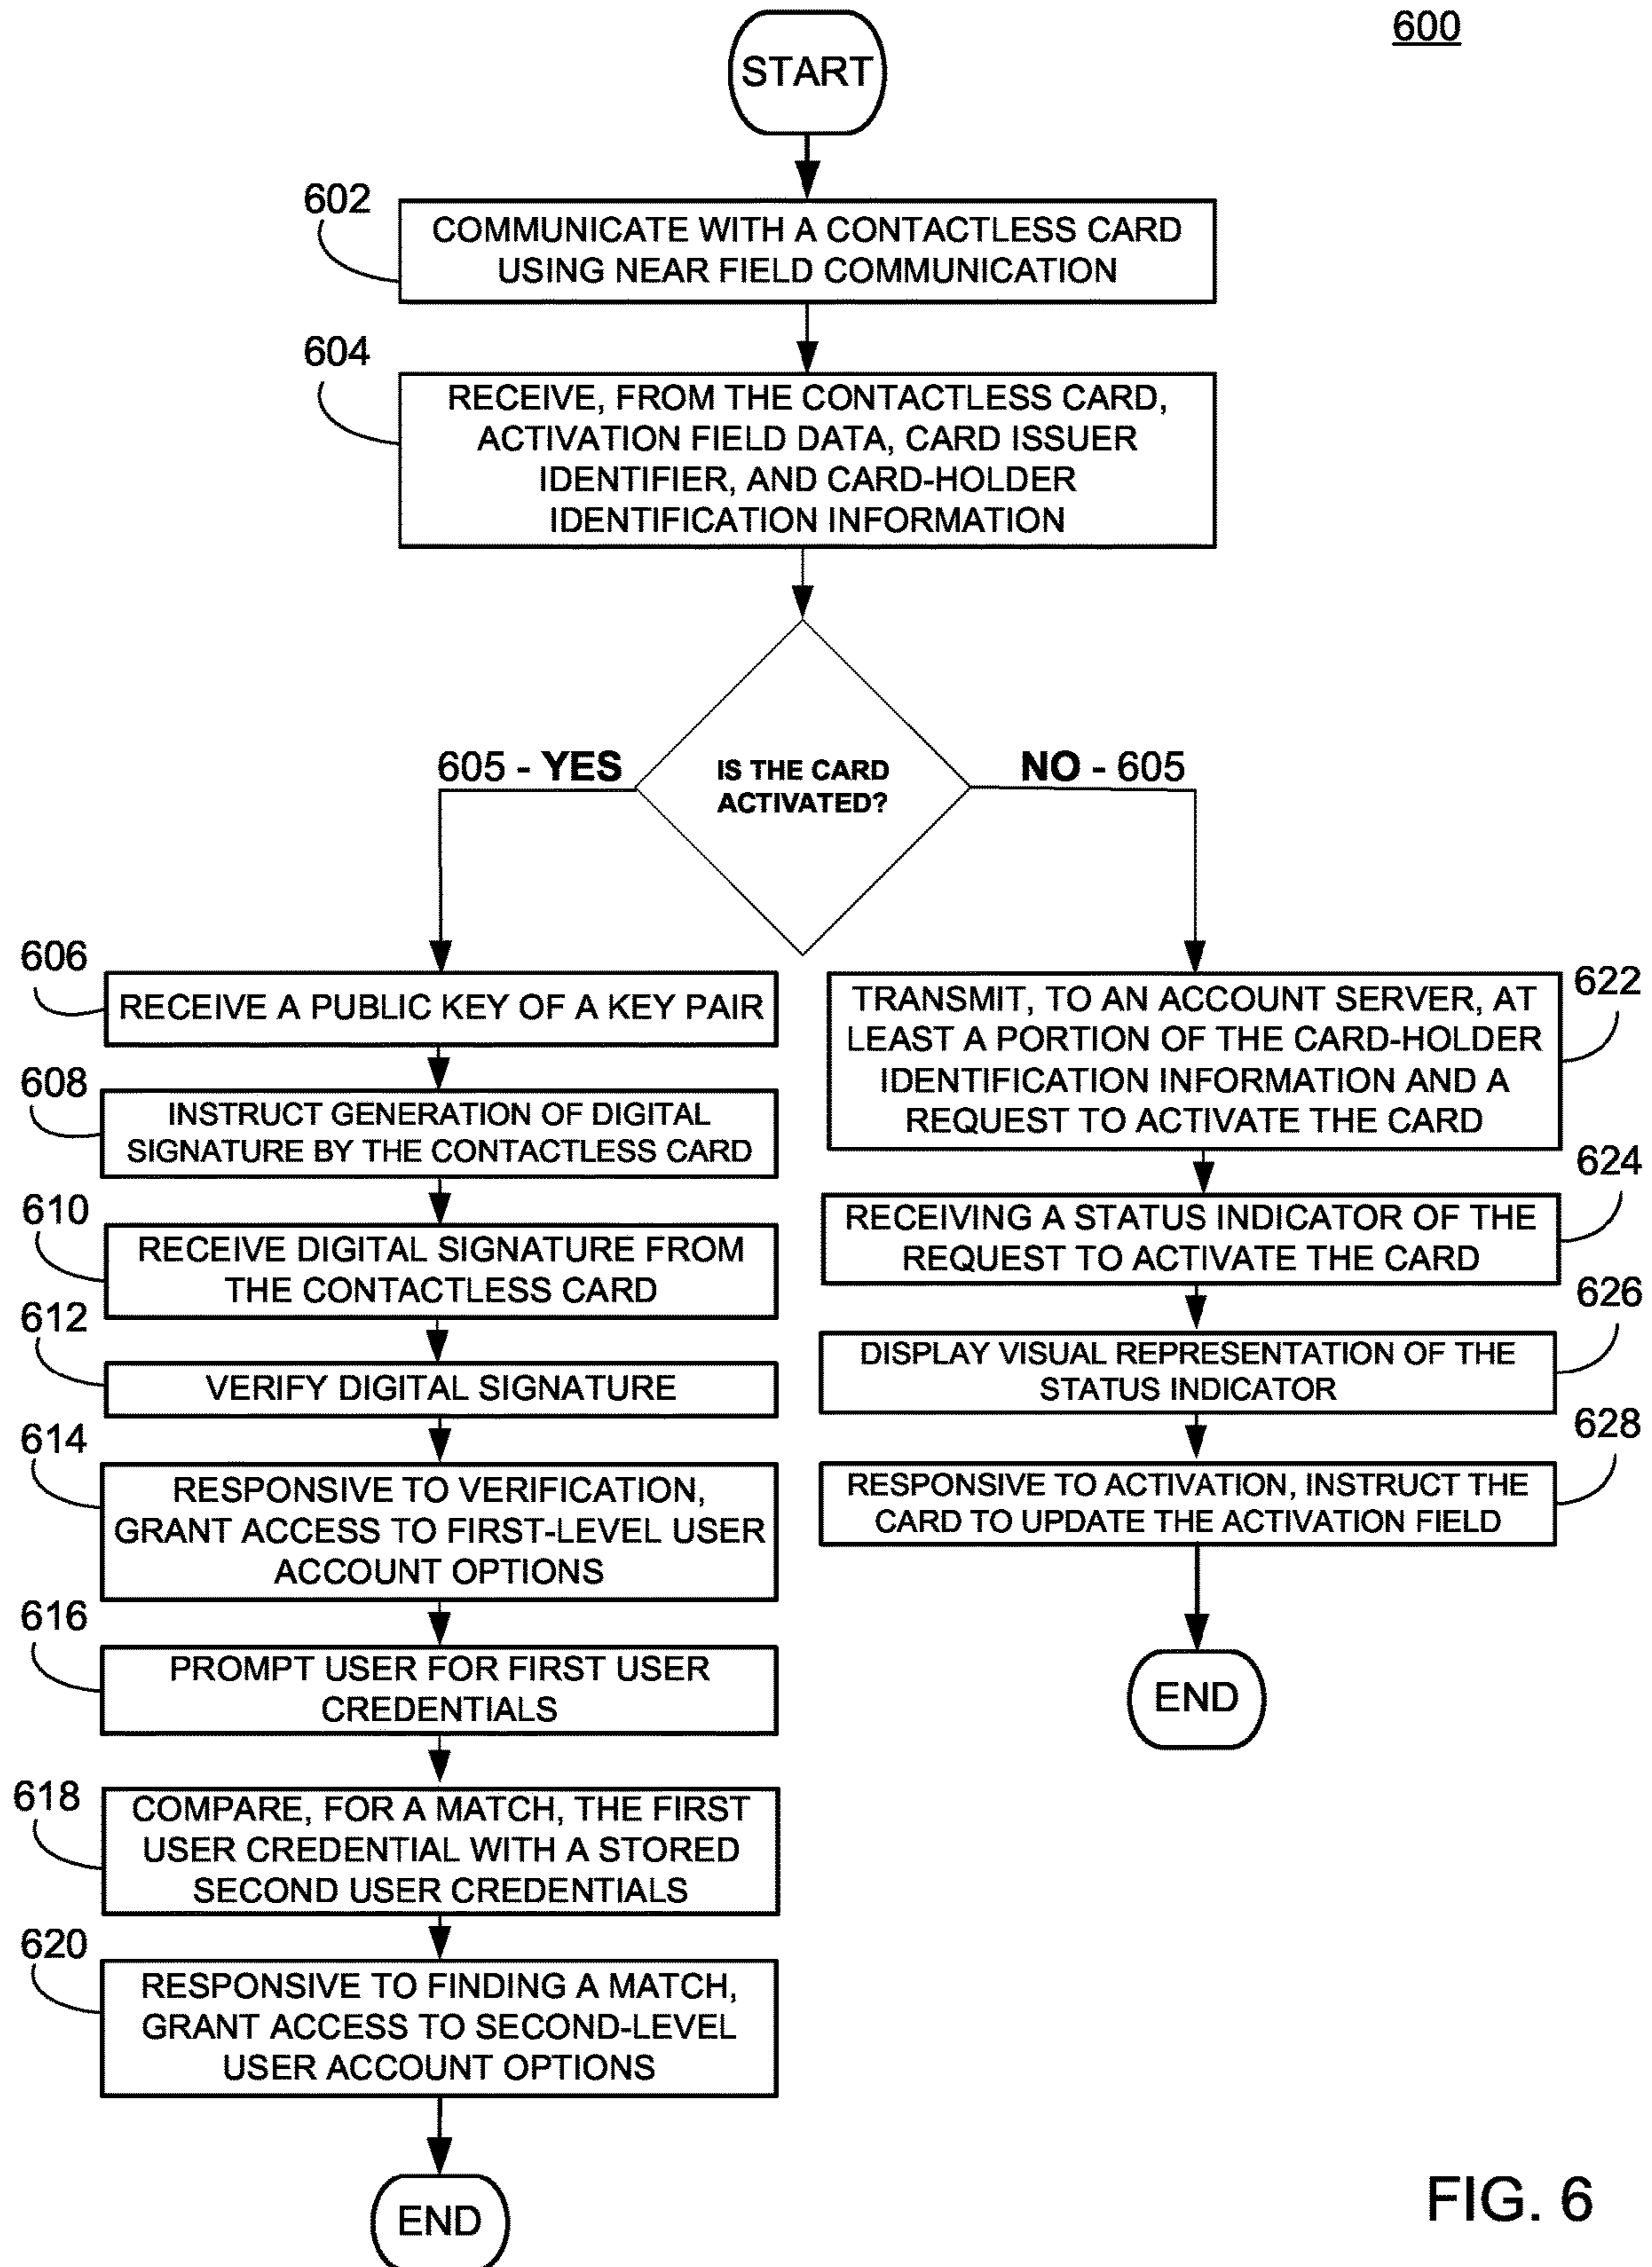 600
START
602
COMMUNICATE WITH A CONTACTLESS CARD
USING NEAR FIELD COMMUNICATION
604
RECEIVE, FROM THE CONTACTLESS CARD,
ACTIVATION FIELD DATA, CARD ISSUER
IDENTIFIER, AND CARD-HOLDER
IDENTIFICATION INFORMATION
605 - YES
IS THE CARD
ACTIVATED?
NO - 605
606
RECEIVE A PUBLIC KEY OF A KEY PAIR
608
INSTRUCT GENERATION OF DIGITAL
SIGNATURE BY THE CONTACTLESS CARD
610
RECEIVE DIGITAL SIGNATURE FROM
THE CONTACTLESS CARD
612
VERIFY DIGITAL SIGNATURE
614
RESPONSIVE TO VERIFICATION,
GRANT ACCESS TO FIRST-LEVEL USER
ACCOUNT OPTIONS
616
PROMPT USER FOR FIRST USER
CREDENTIALS
618
COMPARE, FOR A MATCH, THE FIRST
USER CREDENTIAL WITH A STORED
SECOND USER CREDENTIALS
620
RESPONSIVE TO FINDING A MATCH,
GRANT ACCESS TO SECOND-LEVEL
USER ACCOUNT OPTIONS
END
622
TRANSMIT, TO AN ACCOUNT SERVER, AT
LEAST A PORTION OF THE CARD-HOLDER
IDENTIFICATION INFORMATION AND A
REQUEST TO ACTIVATE THE CARD
624
RECEIVING A STATUS INDICATOR OF THE
REQUEST TO ACTIVATE THE CARD
626
DISPLAY VISUAL REPRESENTATION OF THE
STATUS INDICATOR
628
RESPONSIVE TO ACTIVATION, INSTRUCT THE
CARD TO UPDATE THE ACTIVATION FIELD
END
FIG. 6